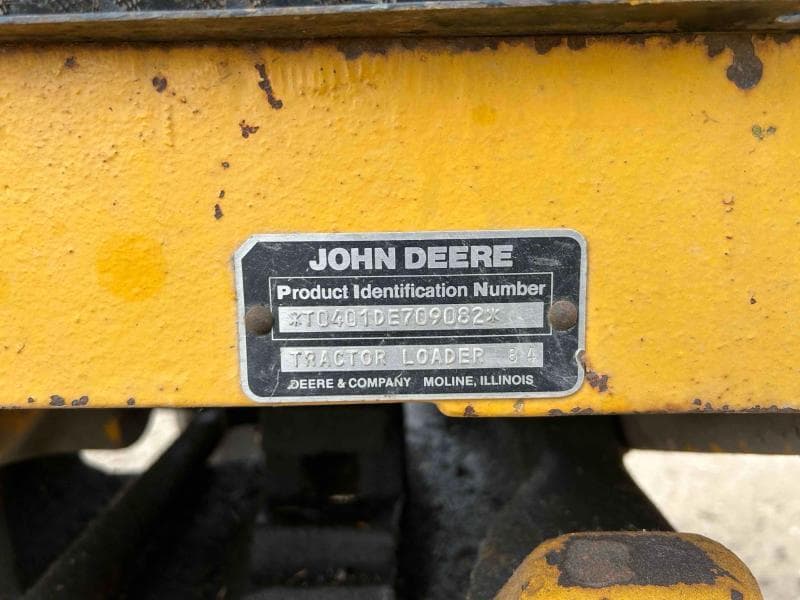 JOHN DEERE
Product Identification Number
*T0401DE709082*
TRACTOR LOADER 84
DEERE & COMPANY MOLINE, ILLINOIS